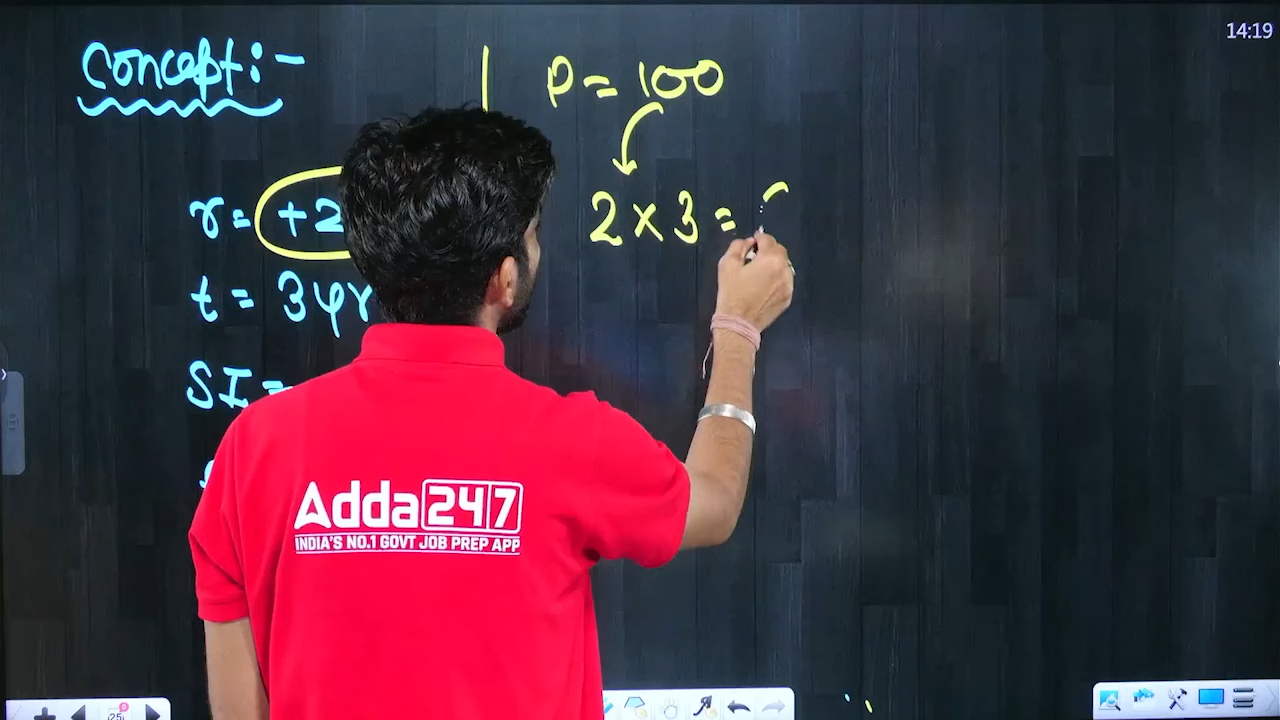 14:19
Concept:-
P = 100
r = +2
2 x 3 =
t = 3yr
SI =
Adda247
INDIA'S NO.1 GOVT JOB PREP APP